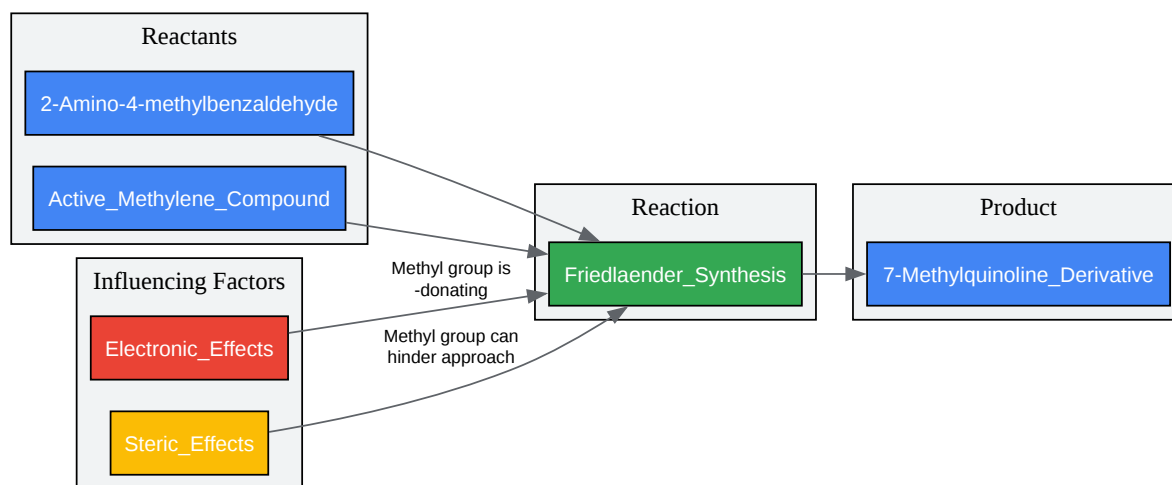 Reactants
2-Amino-4-methylbenzaldehyde
Active_Methylene_Compound
Influencing Factors
Electronic_Effects
Steric_Effects
Methyl group is
-donating
Methyl group can
hinder approach
Reaction
Friedlaender_Synthesis
Product
7-Methylquinoline_Derivative